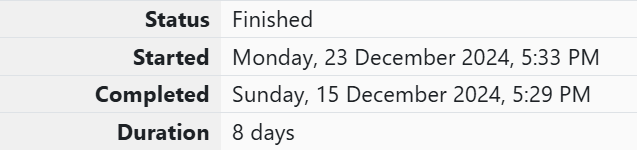 Status Finished
Started Monday, 23 December 2024, 5:33 PM
Completed Sunday, 15 December 2024, 5:29 PM
Duration 8 days